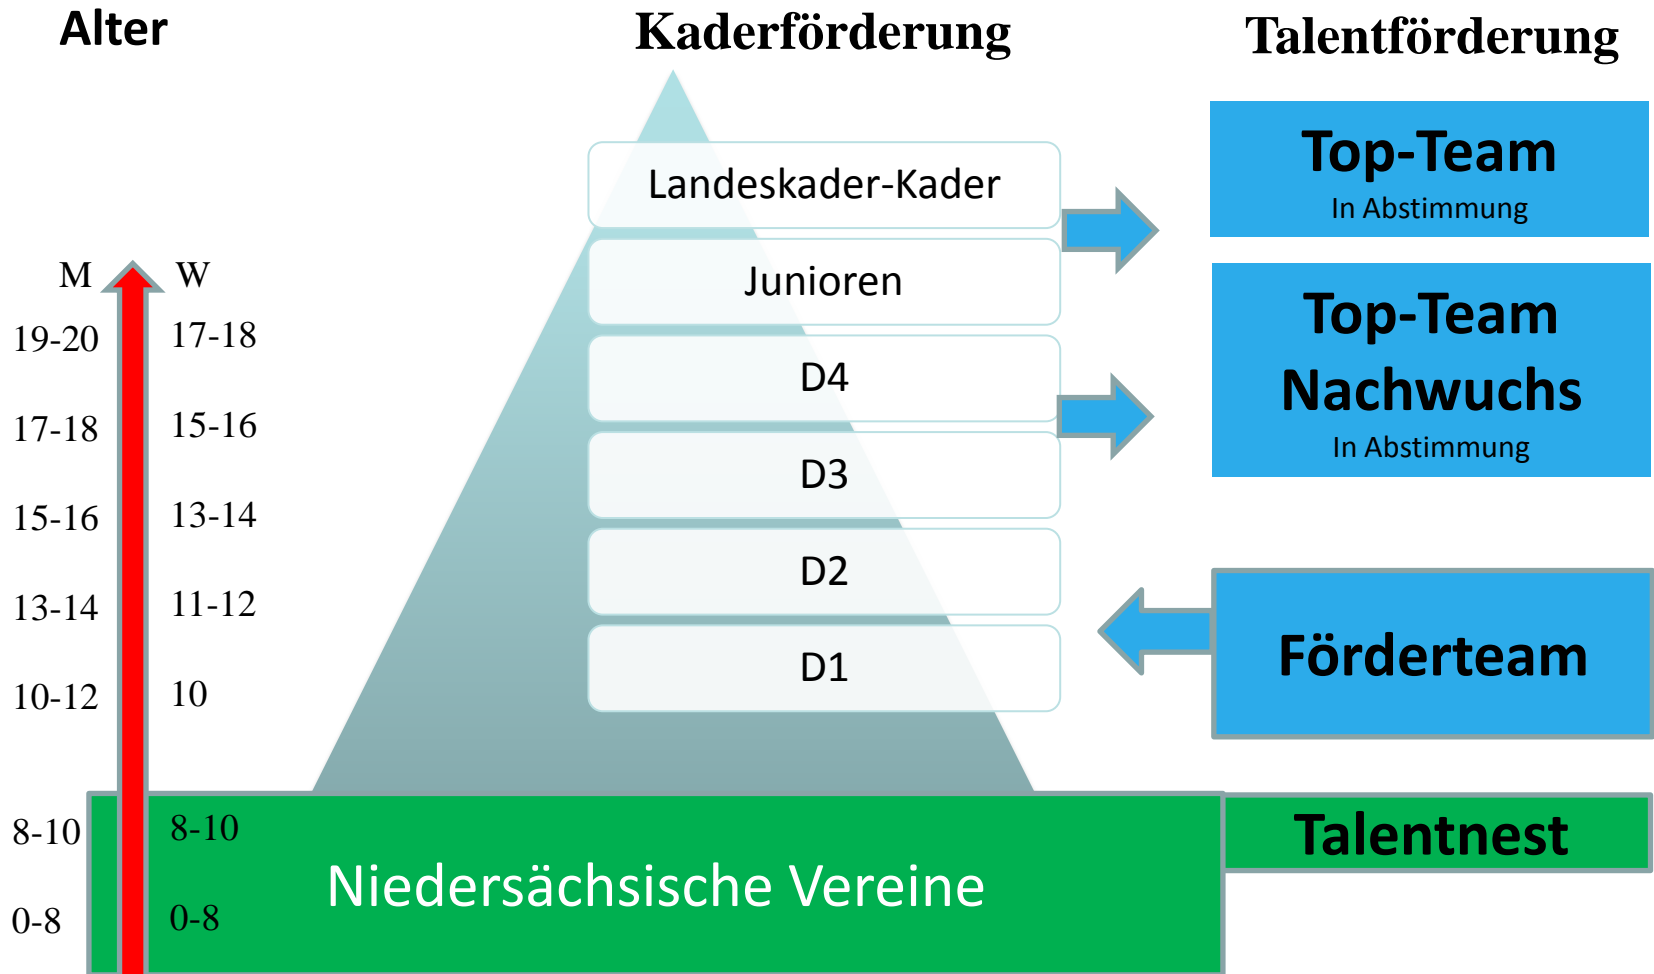 Alter
Kaderförderung
Talentförderung
M
W
19-20
17-18
17-18
15-16
15-16
13-14
13-14
11-12
10-12
10
8-10
8-10
0-8
0-8
Landeskader-Kader
Junioren
D4
D3
D2
D1
Niedersächsische Vereine
Top-Team
In Abstimmung
Top-Team
Nachwuchs
In Abstimmung
Förderteam
Talentnest